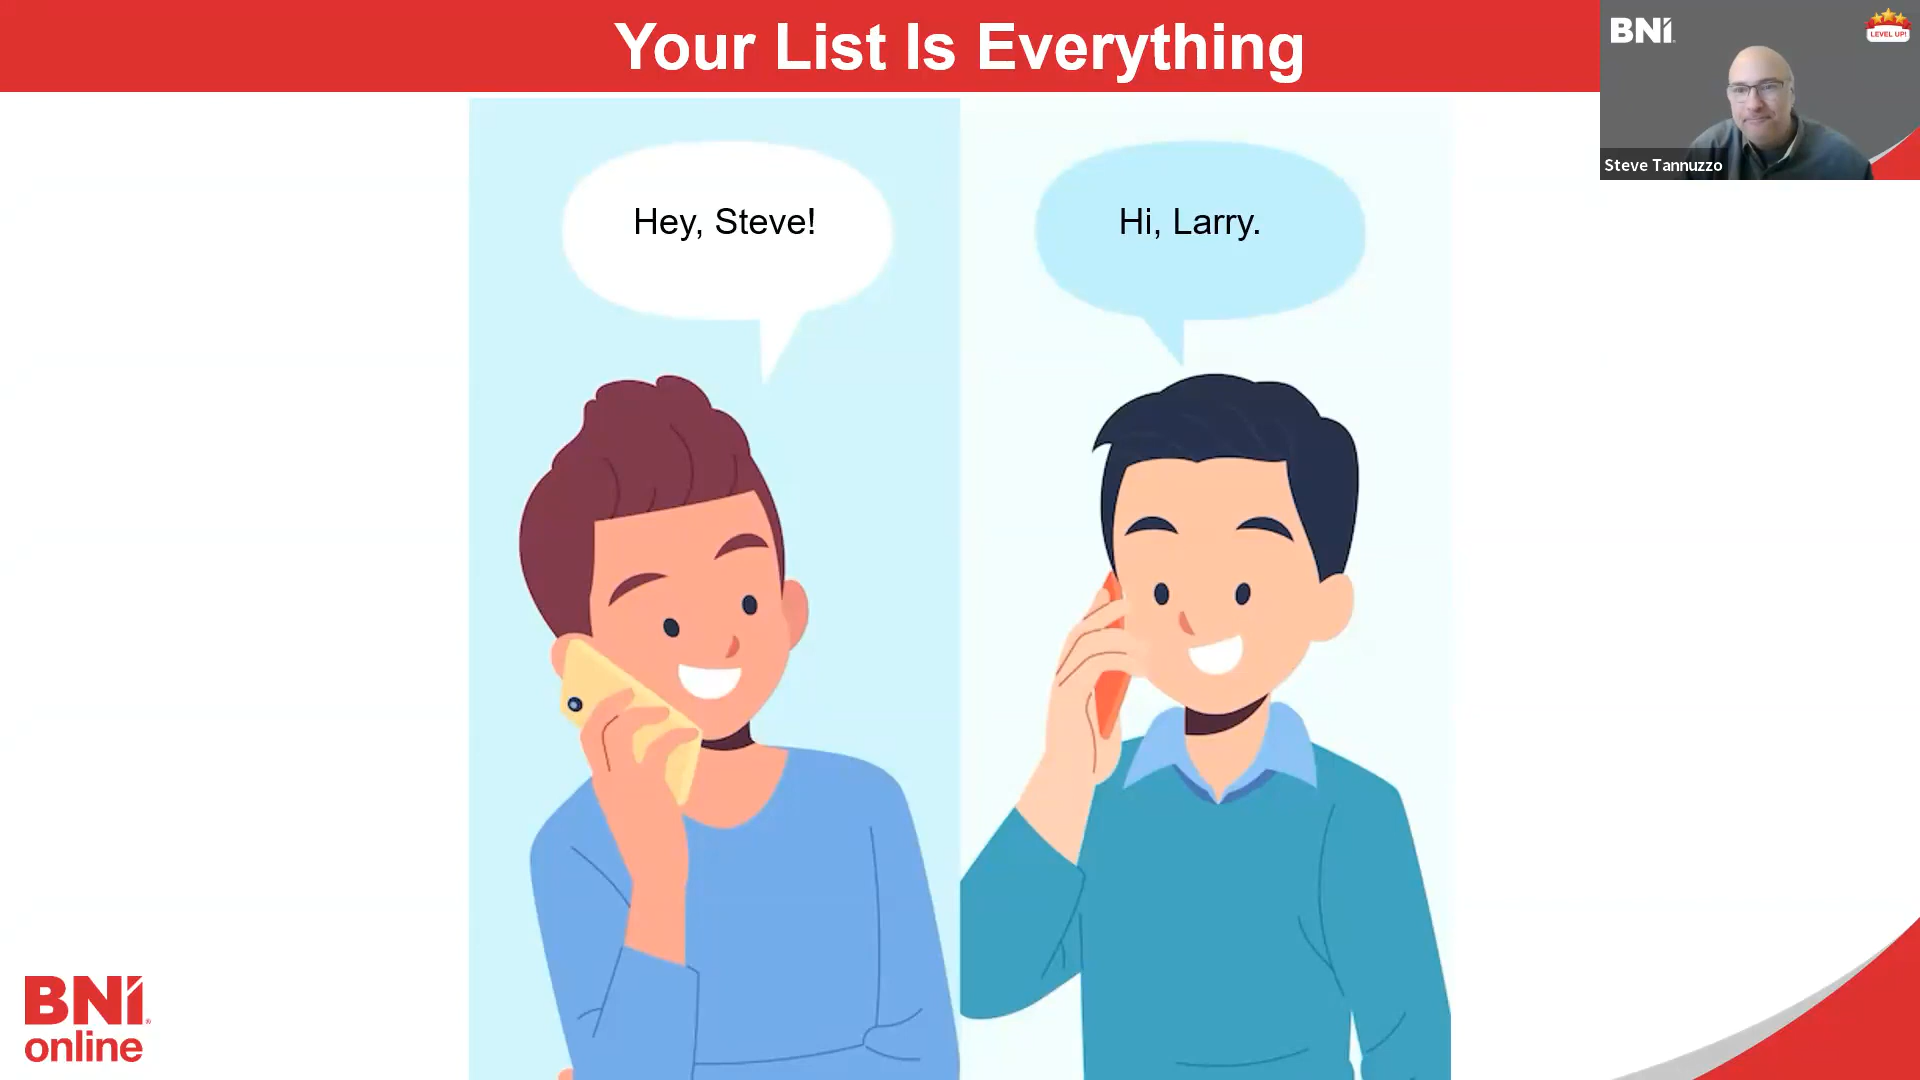 Your List Is Everything
BNI
LEVEL UP!
Steve Tannuzzo
Hey, Steve!
Hi, Larry.
BNI®
online